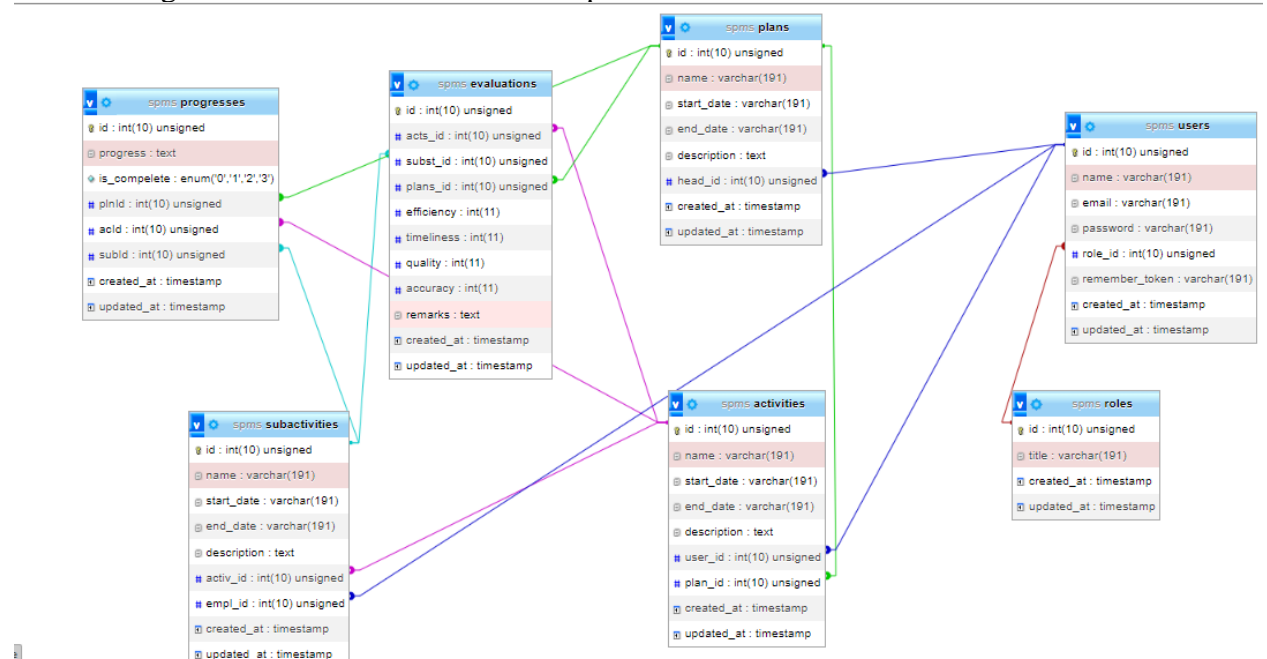 spms plans
id : int(10) unsigned
name : varchar(191)
start_date : varchar(191)
end_date : varchar(191)
description : text
head_id : int(10) unsigned
created_at : timestamp
updated_at : timestamp
spms evaluations
id : int(10) unsigned
acts_id : int(10) unsigned
subst_id : int(10) unsigned
plans_id : int(10) unsigned
efficiency : int(11)
timeliness : int(11)
quality : int(11)
accuracy : int(11)
remarks : text
created_at : timestamp
updated_at : timestamp
spms progresses
id : int(10) unsigned
progress : text
is_compelete : enum('0','1','2','3')
plnId : int(10) unsigned
acId : int(10) unsigned
subId : int(10) unsigned
created_at : timestamp
updated_at : timestamp
spms users
id : int(10) unsigned
name : varchar(191)
email : varchar(191)
password : varchar(191)
role_id : int(10) unsigned
remember_token : varchar(191)
created_at : timestamp
updated_at : timestamp
spms subactivities
id : int(10) unsigned
name : varchar(191)
start_date : varchar(191)
end_date : varchar(191)
description : text
activ_id : int(10) unsigned
empl_id : int(10) unsigned
created_at : timestamp
updated_at : timestamp
spms activities
id : int(10) unsigned
name : varchar(191)
start_date : varchar(191)
end_date : varchar(191)
description : text
user_id : int(10) unsigned
plan_id : int(10) unsigned
created_at : timestamp
updated_at : timestamp
spms roles
id : int(10) unsigned
title : varchar(191)
created_at : timestamp
updated_at : timestamp